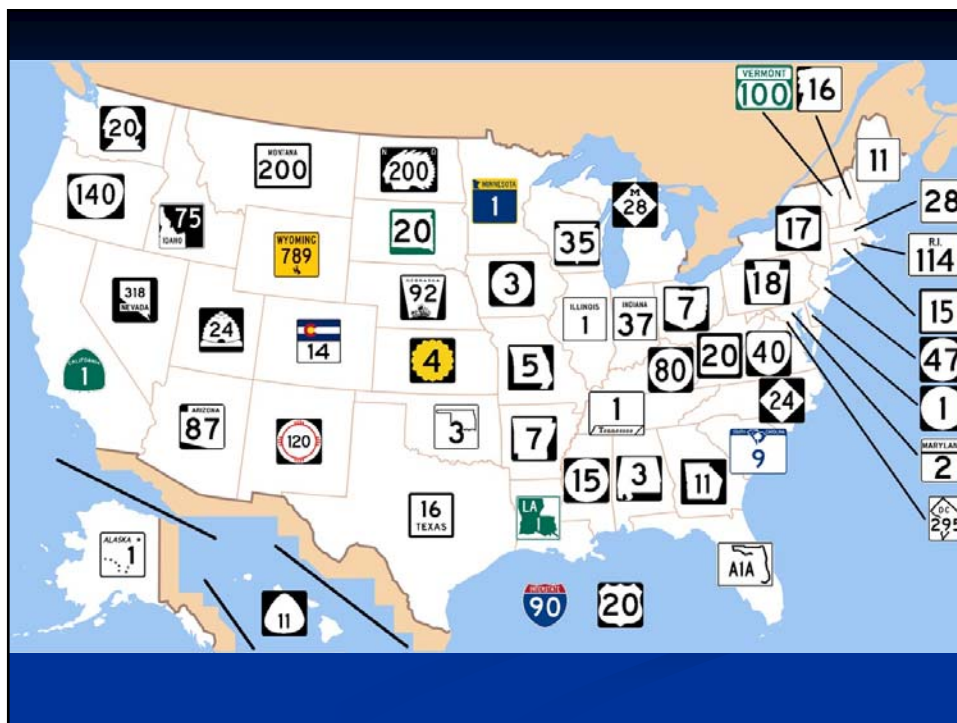 VERMONT
100
16
20
MONTANA
200
N D
200
MINNESOTA
1
M
28
11
140
75
IDAHO
WYOMING
789
20
35
17
28
R.I.
114
318
NEVADA
24
14
NEBRASKA
92
3
ILLINOIS
1
INDIANA
37
7
18
15
CALIFORNIA
1
4
5
80
20
40
47
ARIZONA
87
120
3
7
1
Tennessee
24
1
SOUTH CAROLINA
9
MARYLAND
2
16
TEXAS
LA
1
15
3
11
DC
295
ALASKA
1
11
90
20
A1A